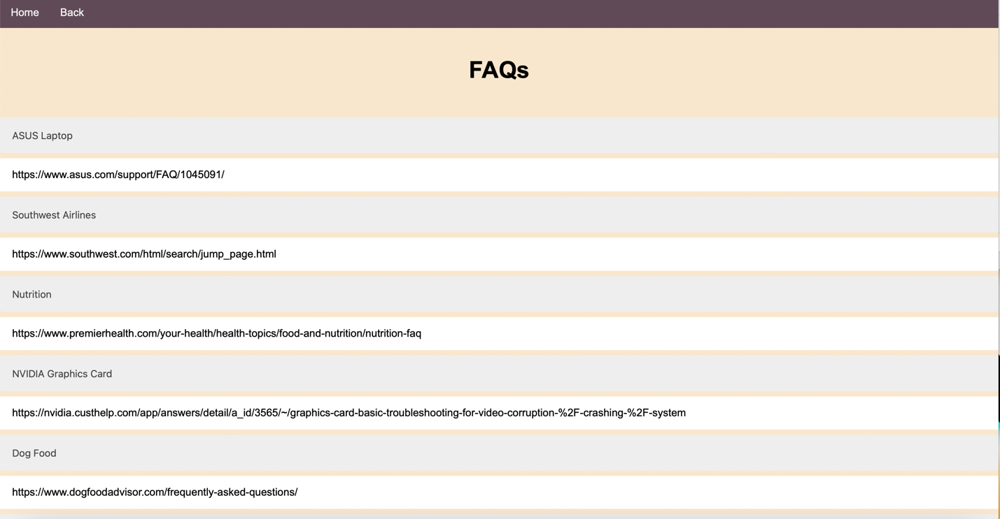 Home Back
FAQs
ASUS Laptop
https://www.asus.com/support/FAQ/1045091/
Southwest Airlines
https://www.southwest.com/html/search/jump_page.html
Nutrition
https://www.premierhealth.com/your-health/health-topics/food-and-nutrition/nutrition-faq
NVIDIA Graphics Card
https://nvidia.custhelp.com/app/answers/detail/a_id/3565/~/graphics-card-basic-troubleshooting-for-video-corruption-%2F-crashing-%2F-system
Dog Food
https://www.dogfoodadvisor.com/frequently-asked-questions/